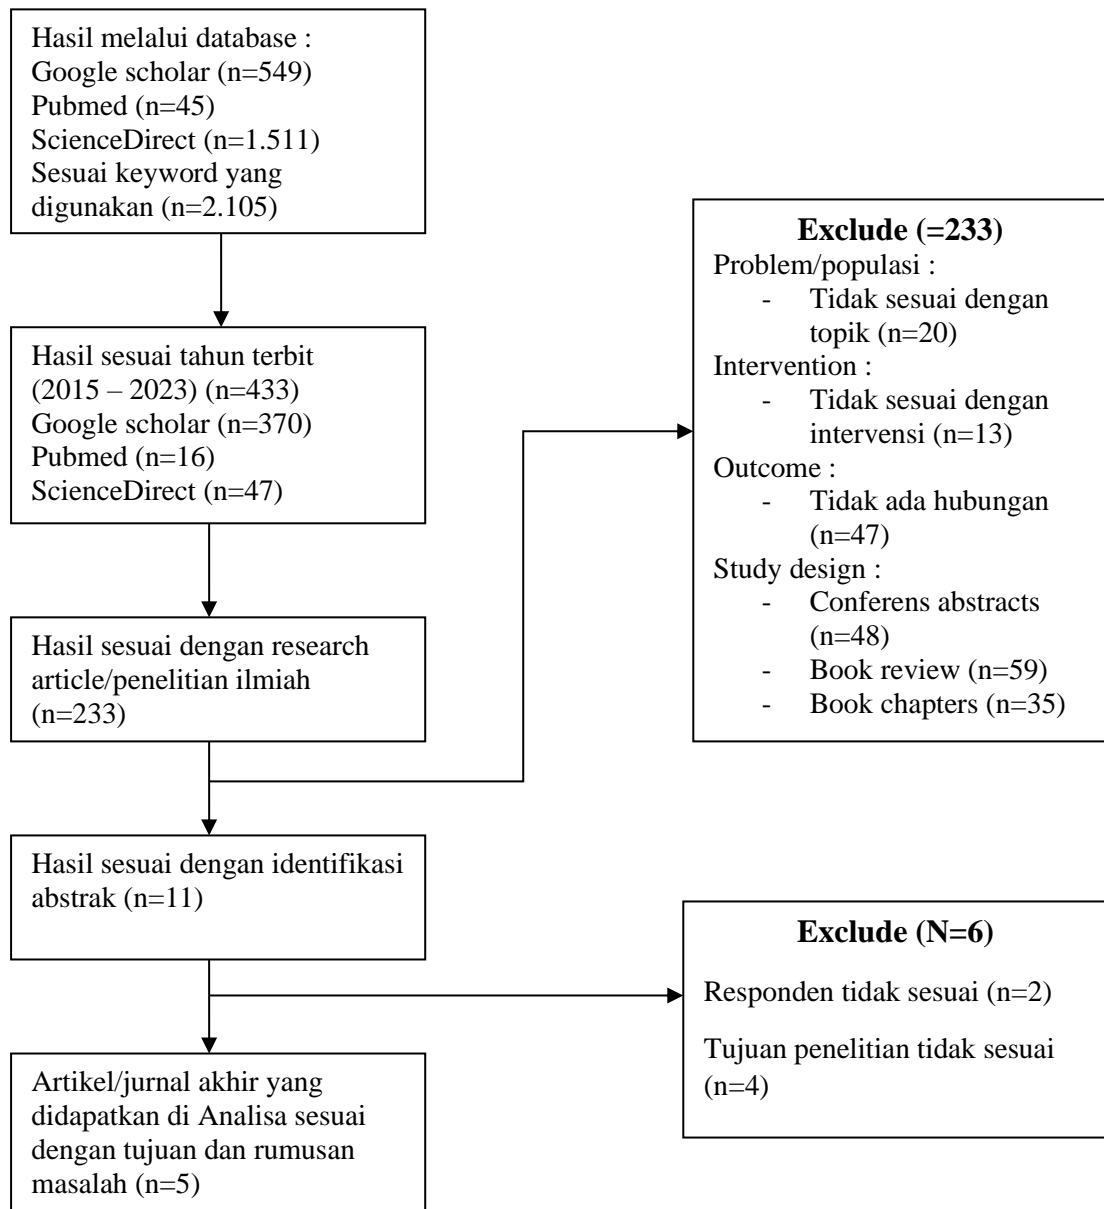 Hasil melalui database :
Google scholar (n=549)
Pubmed (n=45)
ScienceDirect (n=1.511)
Sesuai keyword yang
digunakan (n=2.105)
Hasil sesuai tahun terbit
(2015 – 2023) (n=433)
Google scholar (n=370)
Pubmed (n=16)
ScienceDirect (n=47)
Hasil sesuai dengan research
article/penelitian ilmiah
(n=233)
Exclude (=233)
Problem/populasi :
- Tidak sesuai dengan
topik (n=20)
Intervention :
- Tidak sesuai dengan
intervensi (n=13)
Outcome :
- Tidak ada hubungan
(n=47)
Study design :
- Conferens abstracts
(n=48)
- Book review (n=59)
- Book chapters (n=35)
Hasil sesuai dengan identifikasi
abstrak (n=11)
Exclude (N=6)
Responden tidak sesuai (n=2)
Tujuan penelitian tidak sesuai
(n=4)
Artikel/jurnal akhir yang
didapatkan di Analisa sesuai
dengan tujuan dan rumusan
masalah (n=5)